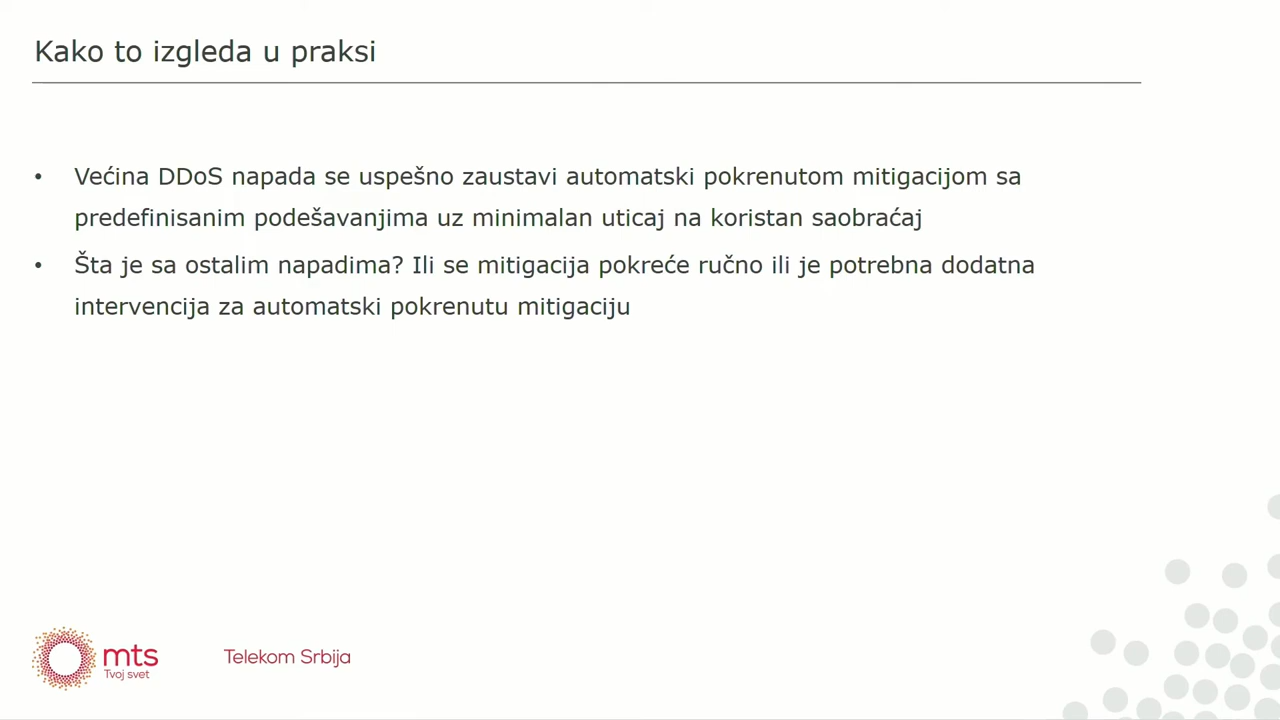 Kako to izgleda u praksi
• Većina DDoS napada se uspešno zaustavi automatski pokrenutom mitigacijom sa
predefinisanim podešavanjima uz minimalan uticaj na koristan saobraćaj
• Šta je sa ostalim napadima? Ili se mitigacija pokreće ručno ili je potrebna dodatna
intervencija za automatski pokrenutu mitigaciju
mts
Tvoj svet
Telekom Srbija